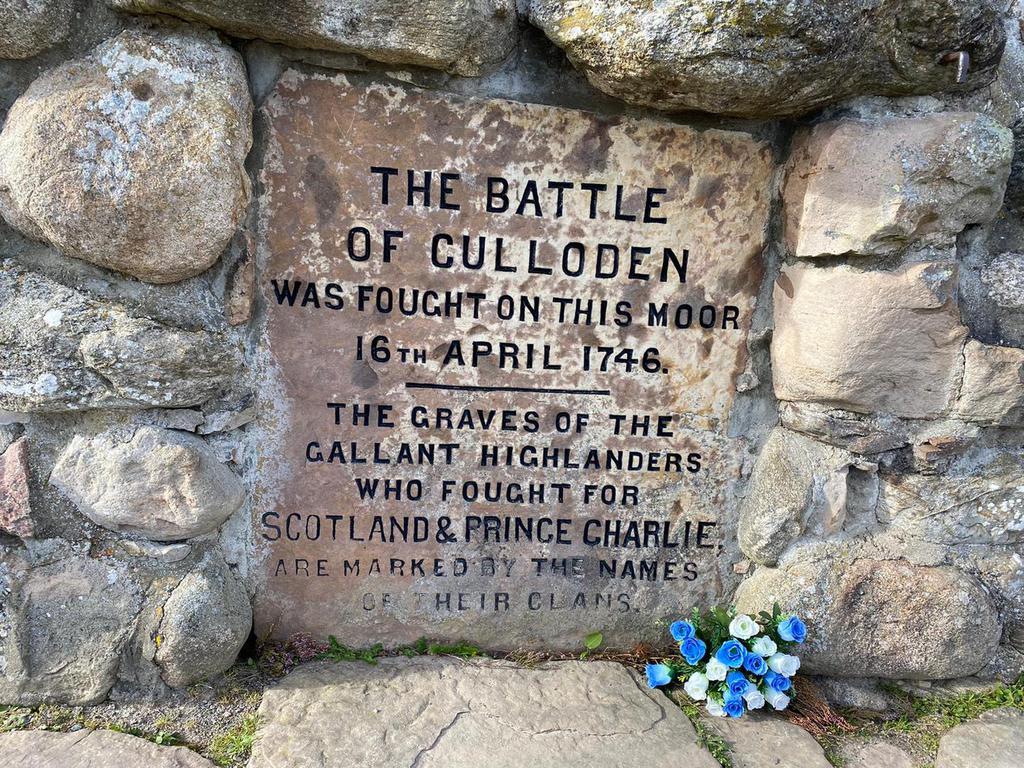 THE BATTLE
OF CULLODEN
WAS FOUGHT ON THIS MOOR
16TH APRIL 1746.
THE GRAVES OF THE
GALLANT HIGHLANDERS
WHO FOUGHT FOR
SCOTLAND & PRINCE CHARLIE,
ARE MARKED BY THE NAMES
OF THEIR CLANS.